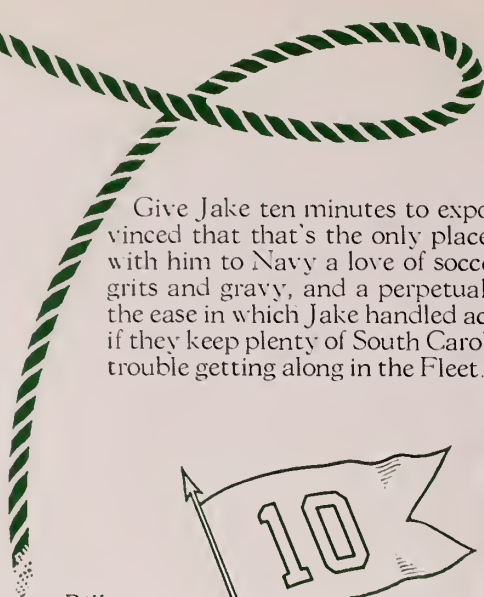 Give Jake ten minutes to expo
vinced that that's the only place
with him to Navy a love of socce
grits and gravy, and a perpetual
the ease in which Jake handled ac
if they keep plenty of South Carol
trouble getting along in the Fleet.
10